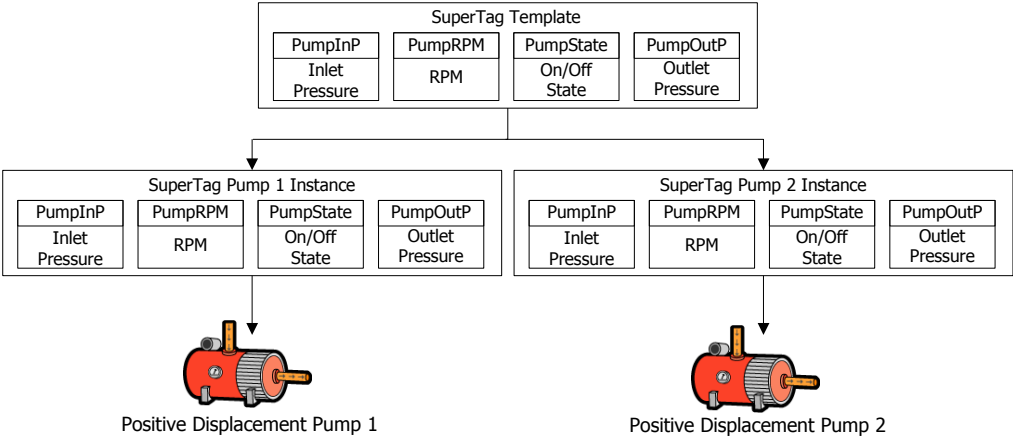 SuperTag Template
PumpInP PumpRPM PumpState PumpOutP
Inlet Pressure RPM On/Off State Outlet Pressure
SuperTag Pump 1 Instance
PumpInP PumpRPM PumpState PumpOutP
Inlet Pressure RPM On/Off State Outlet Pressure
SuperTag Pump 2 Instance
PumpInP PumpRPM PumpState PumpOutP
Inlet Pressure RPM On/Off State Outlet Pressure
Positive Displacement Pump 1
Positive Displacement Pump 2